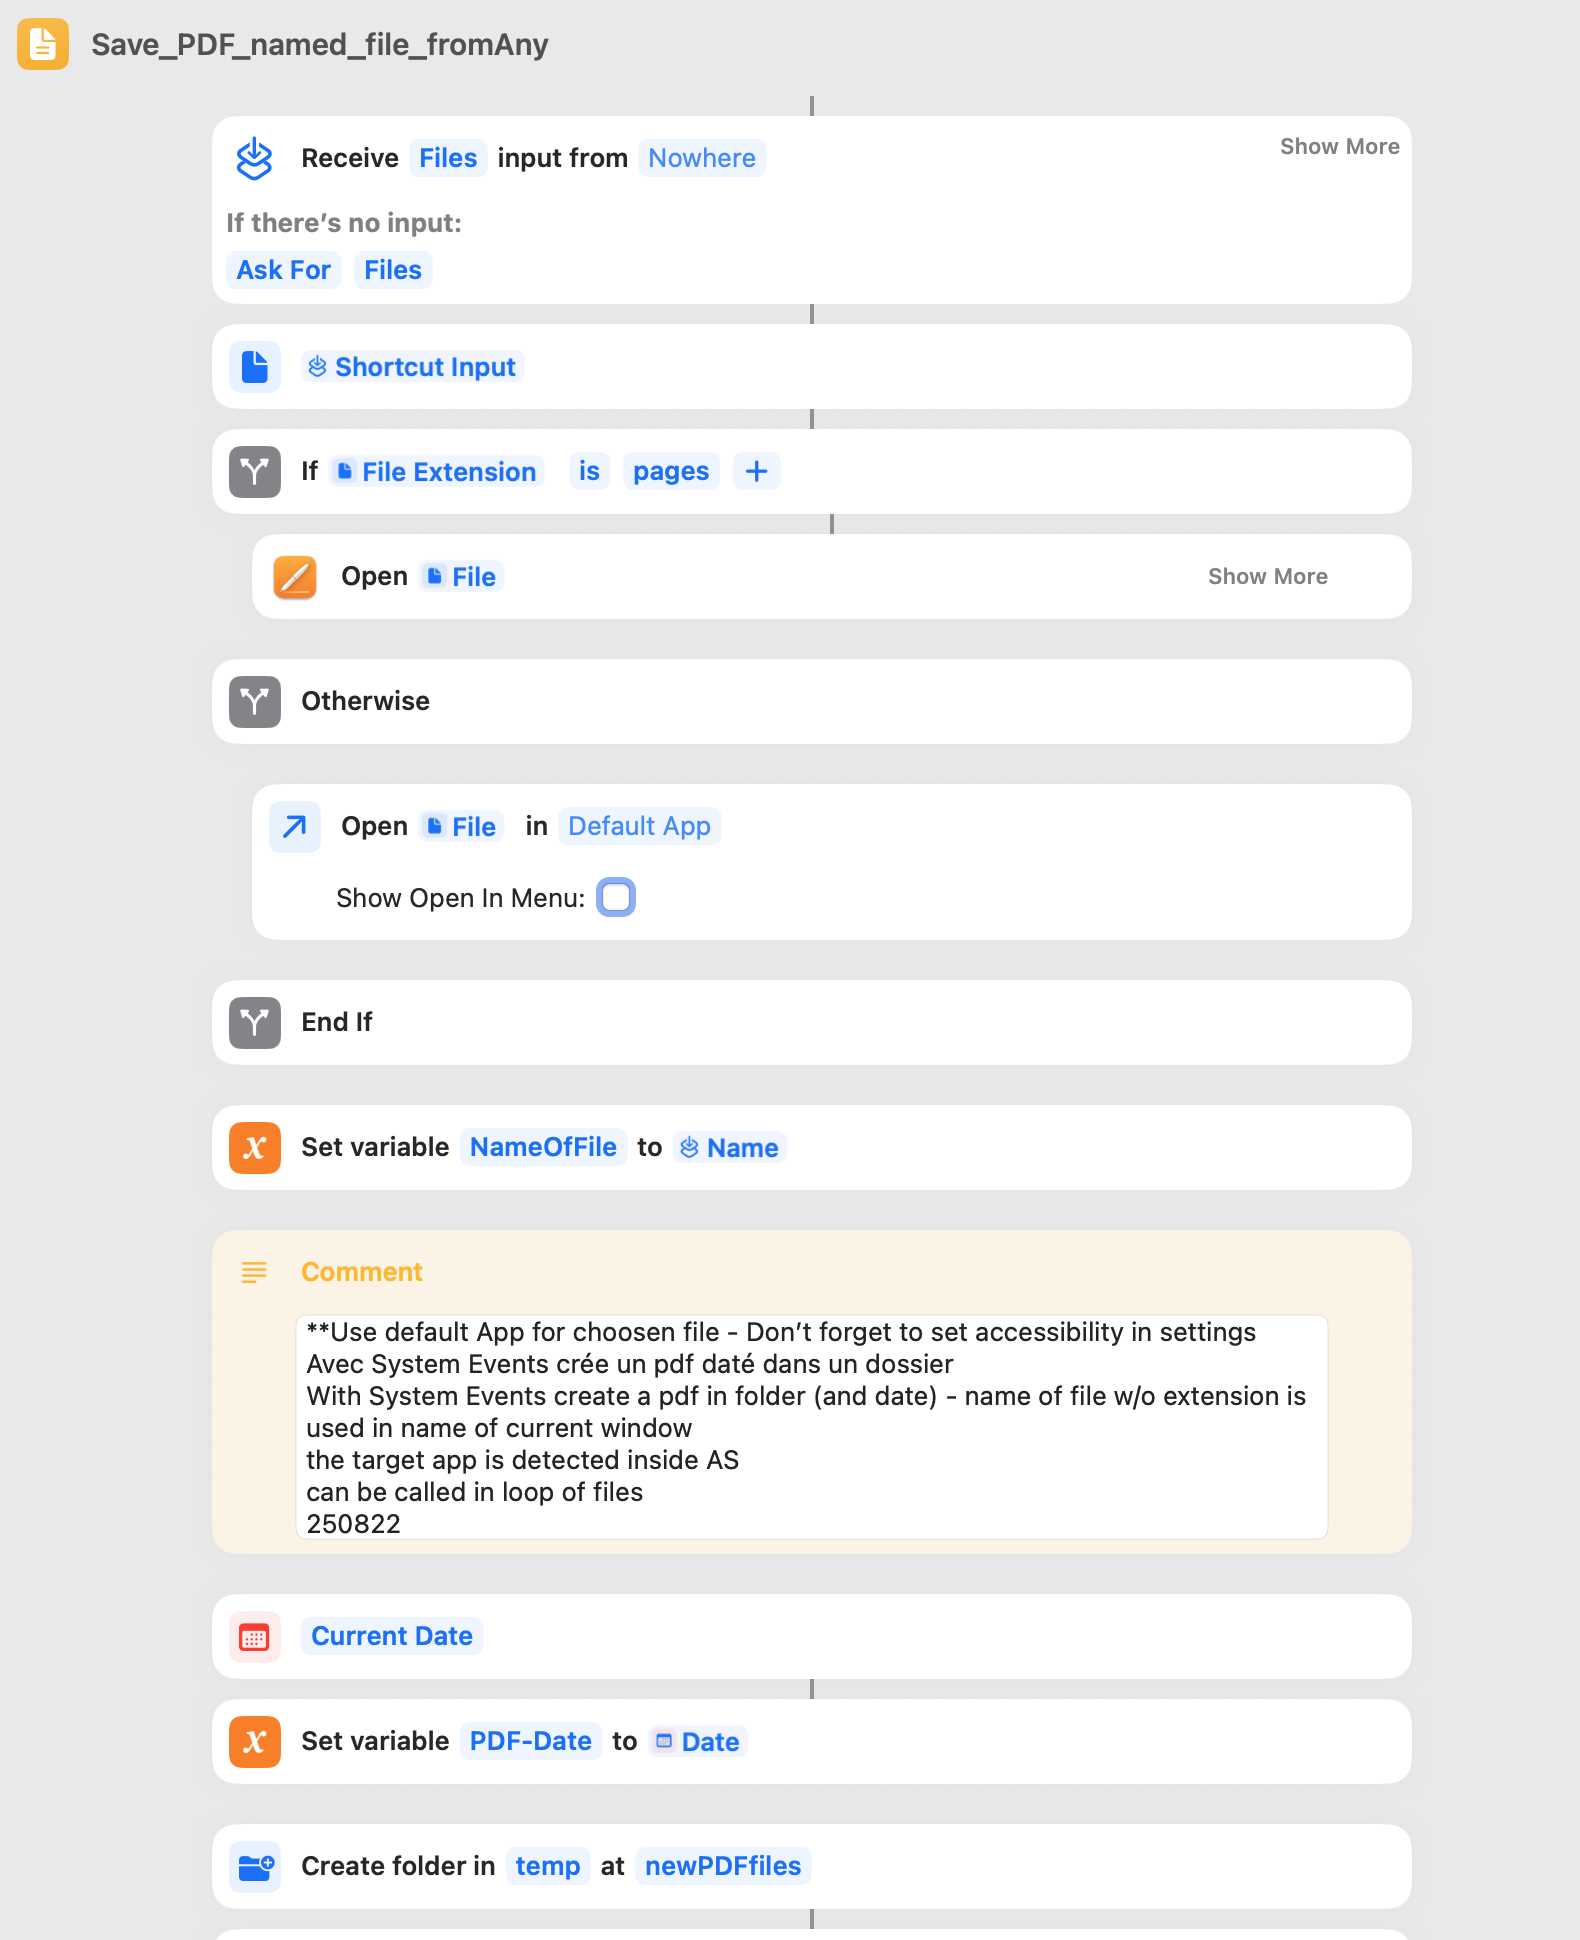 Save_PDF_named_file_fromAny
Receive Files input from Nowhere
Show More
If there's no input:
Ask For Files
Shortcut Input
If File Extension is pages +
Open File
Show More
Otherwise
Open File in Default App
Show Open In Menu:
End If
Set variable NameOfFile to Name
Comment
**Use default App for choosen file - Don't forget to set accessibility in settings
Avec System Events crée un pdf daté dans un dossier
With System Events create a pdf in folder (and date) - name of file w/o extension is
used in name of current window
the target app is detected inside AS
can be called in loop of files
250822
Current Date
Set variable PDF-Date to Date
Create folder in temp at newPDFfiles